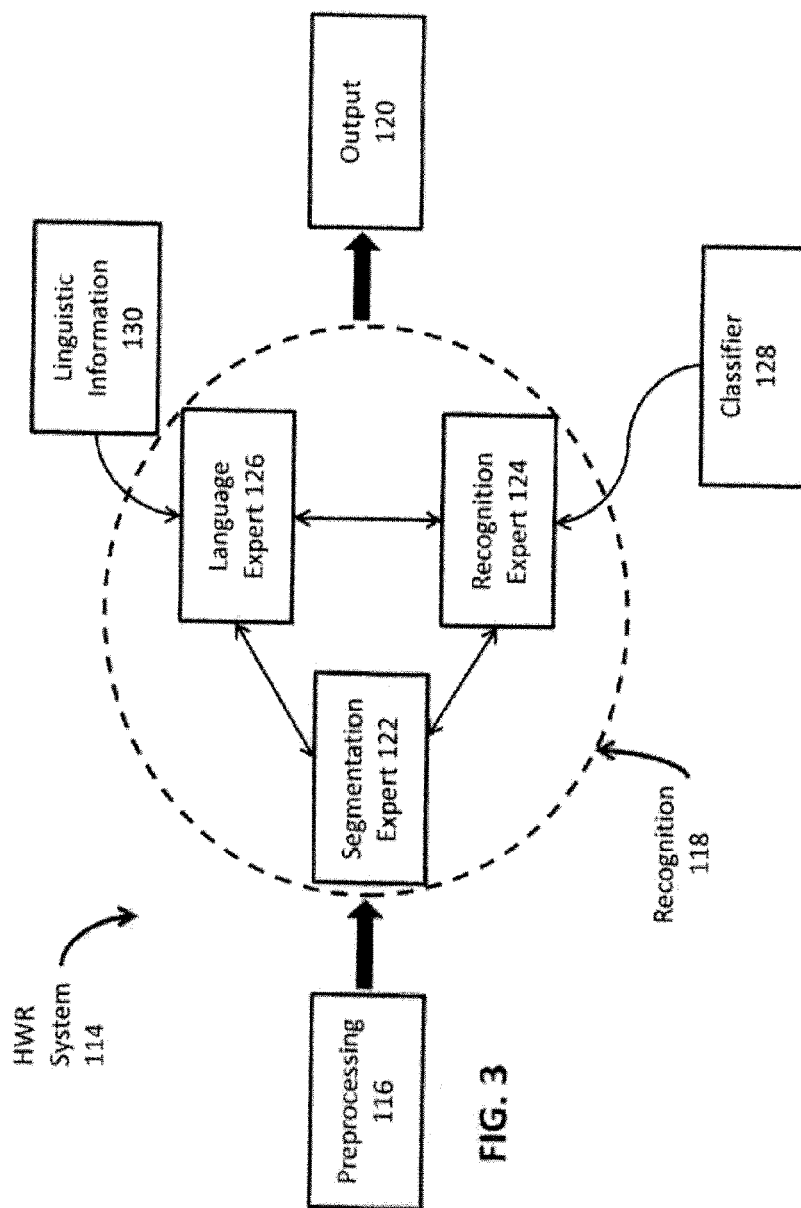 HWR
System
114
Linguistic
Information
130
Language
Expert 126
Preprocessing
116
Segmentation
Expert 122
Output
120
Recognition
Expert 124
Recognition
118
Classifier
128
FIG. 3